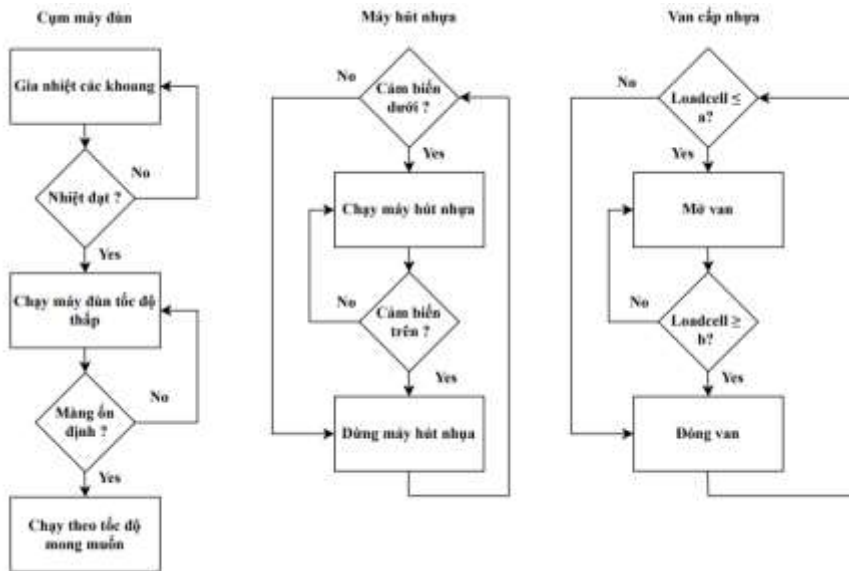 Cụm máy đùn
Gia nhiệt các khoung
No
Nhiệt đạt ?
Yes
Chạy máy đùn tốc độ
thấp
No
Màng ổn
định ?
Yes
Chạy theo tốc độ
mong muốn
Máy hút nhựa
No
Cảm biến
dưới ?
Yes
Chạy máy hút nhựa
No
Cảm biến
trên ?
Yes
Dừng máy hút nhựa
Van cấp nhựa
No
Loadcell ≤
a?
Yes
Mở van
No
Loadcell ≥
b?
Yes
Đóng van